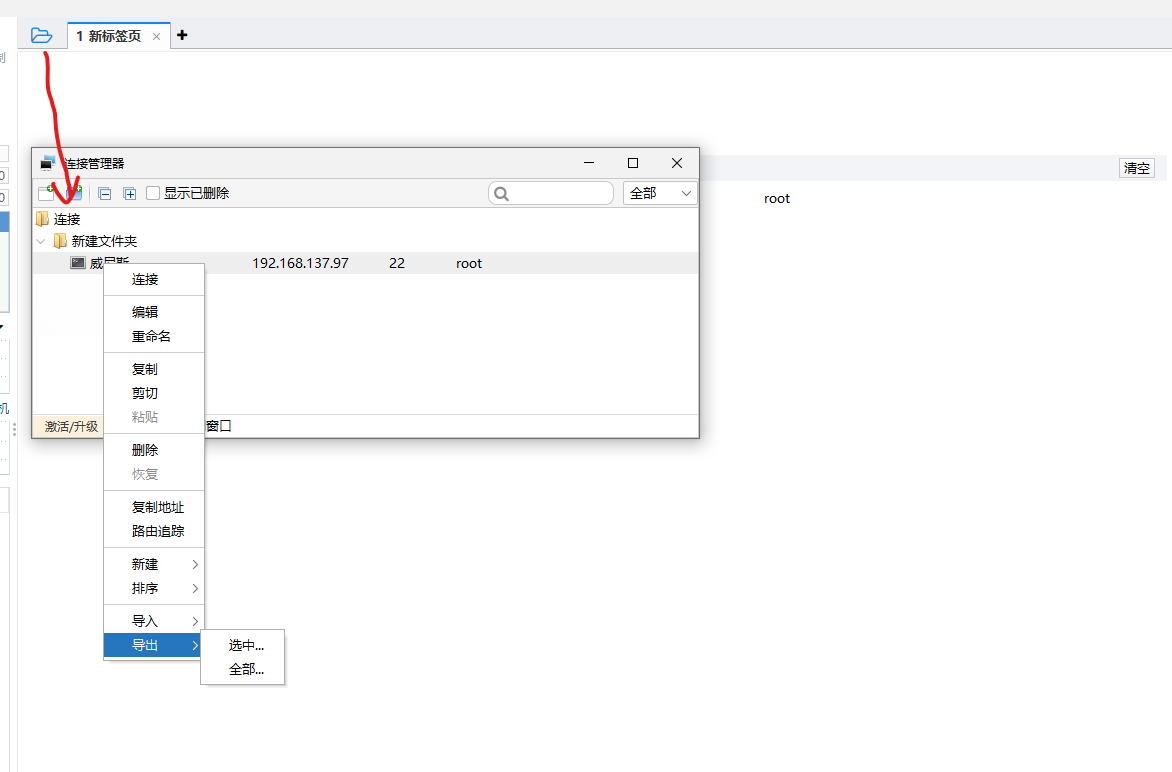 1 新标签页
制
连接管理器
清空
0
显示已删除
全部
0
root
连接
新建文件夹
192.168.137.97 22 root
连接
编辑
重命名
复制
剪切
机
粘贴
激活/升级
窗口
删除
恢复
复制地址
路由追踪
新建
排序
导入
导出
选中...
全部...